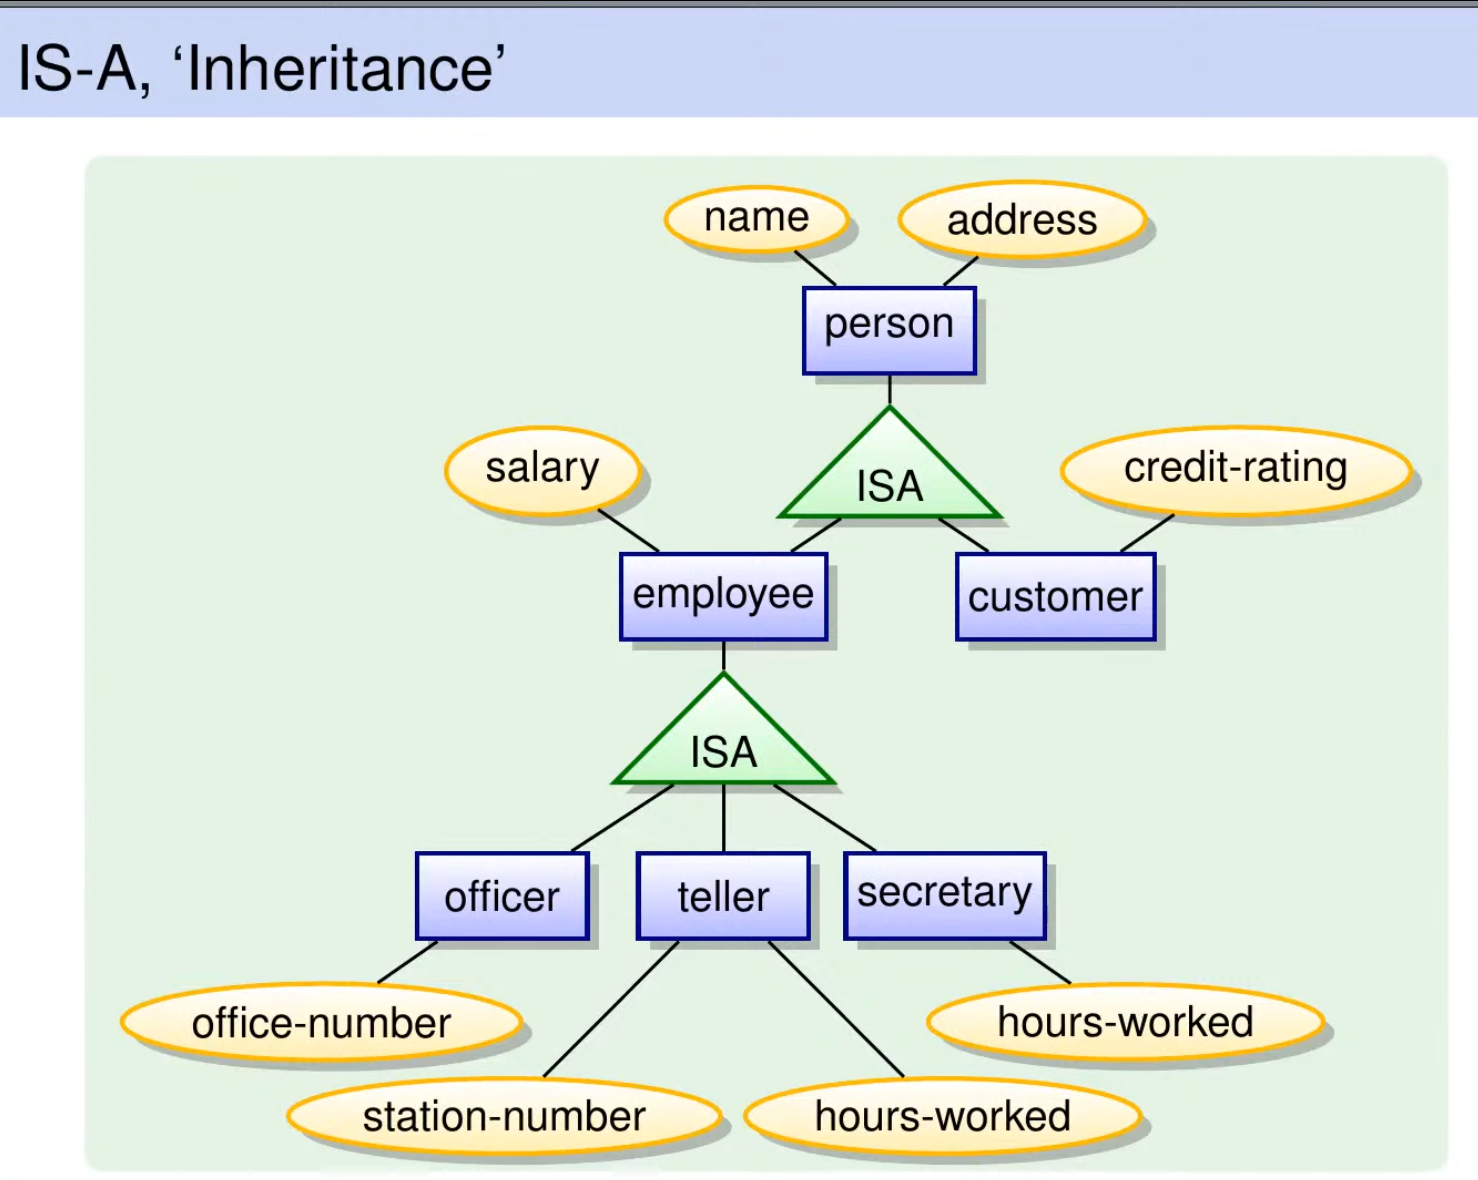 IS-A, ‘Inheritance’
name
address
person
salary
ISA
credit-rating
employee
customer
ISA
officer
teller
secretary
office-number
hours-worked
station-number
hours-worked